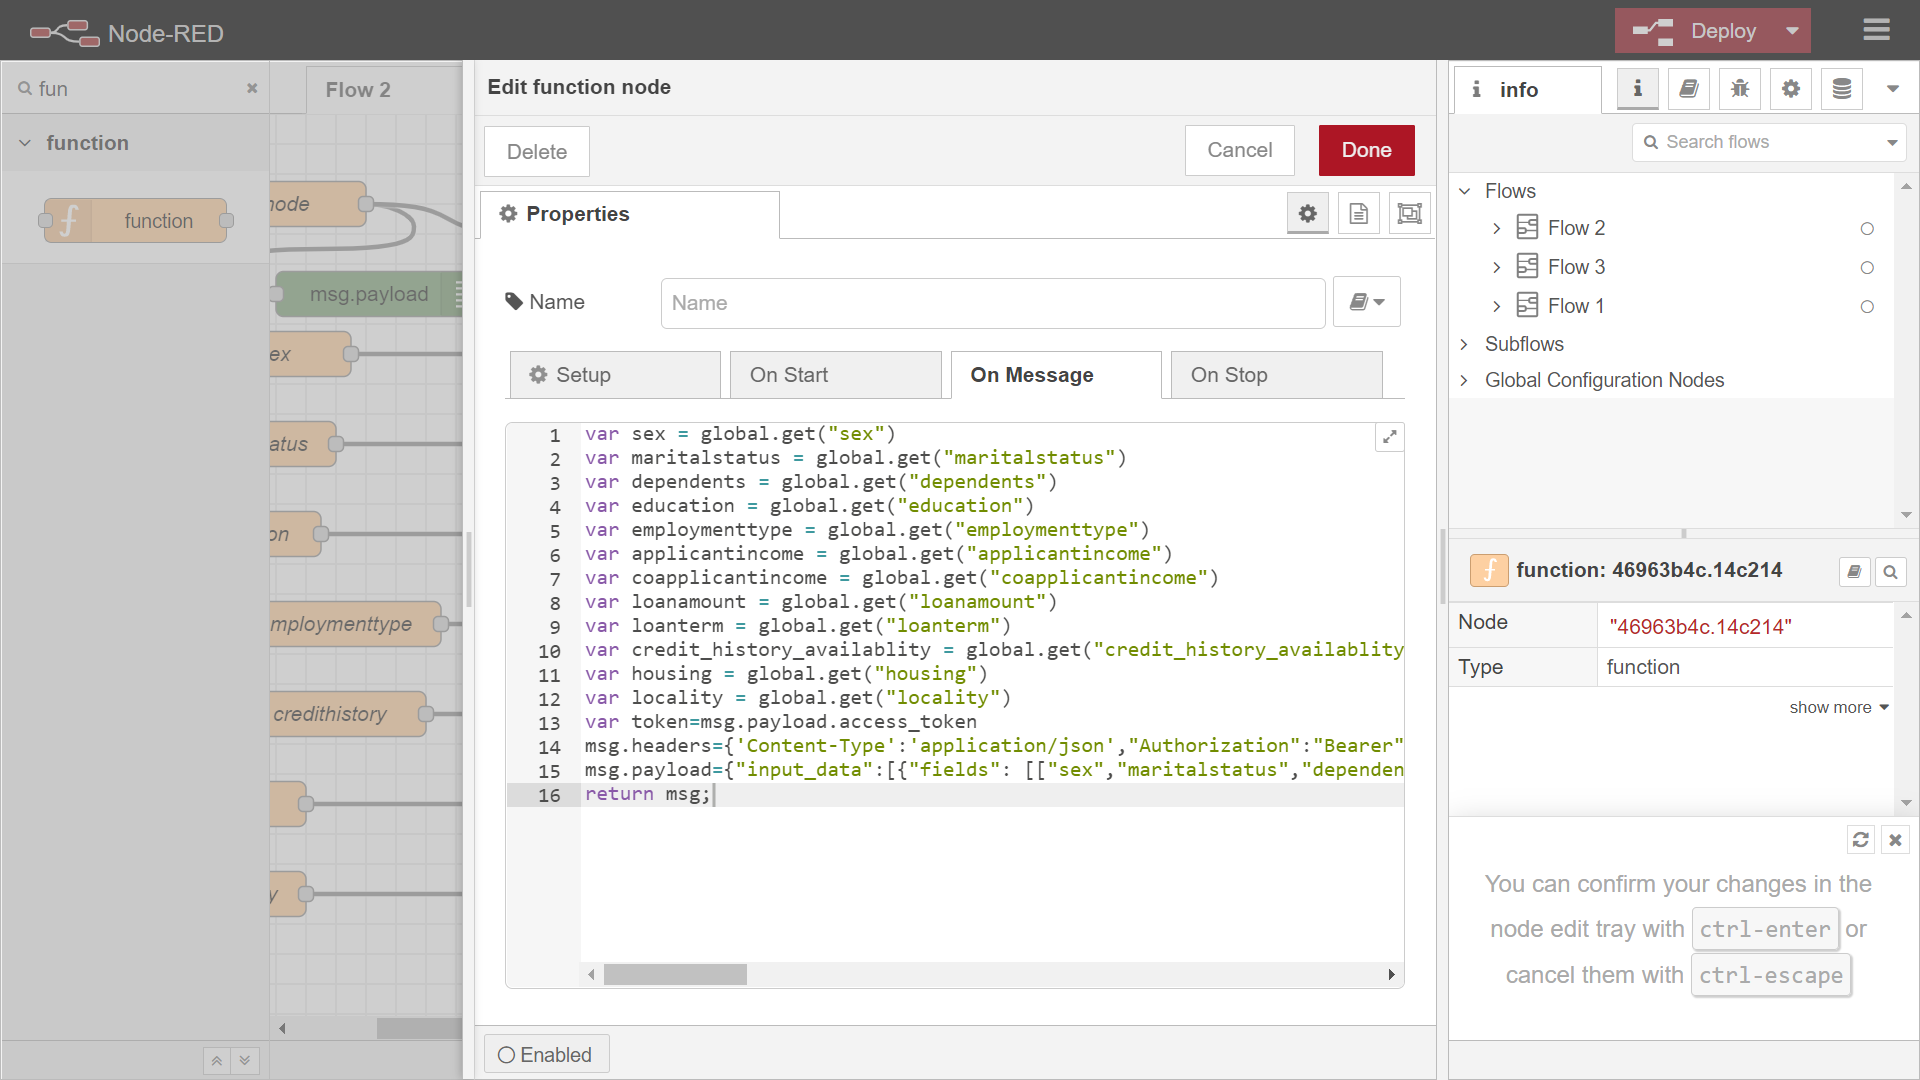 Node-RED
Deploy
fun
Flow 2
function
function
node
msg.payload
ex
atus
on
mploymenttype
credithistory
y
Edit function node
Delete
Cancel
Done
Properties
Name
Name
Setup
On Start
On Message
On Stop
1 var sex = global.get("sex")
2 var maritalstatus = global.get("maritalstatus")
3 var dependents = global.get("dependents")
4 var education = global.get("education")
5 var employmenttype = global.get("employmenttype")
6 var applicantincome = global.get("applicantincome")
7 var coapplicantincome = global.get("coapplicantincome")
8 var loanamount = global.get("loanamount")
9 var loanterm = global.get("loanterm")
10 var credit_history_availablity = global.get("credit_history_availablity
11 var housing = global.get("housing")
12 var locality = global.get("locality")
13 var token=msg.payload.access_token
14 msg.headers={'Content-Type':'application/json',"Authorization":"Bearer"
15 msg.payload={"input_data":[{"fields": [["sex","maritalstatus","dependen
16 return msg;
Enabled
info
Search flows
Flows
Flow 2
Flow 3
Flow 1
Subflows
Global Configuration Nodes
function: 46963b4c.14c214
Node "46963b4c.14c214"
Type function
show more
You can confirm your changes in the
node edit tray with ctrl-enter or
cancel them with ctrl-escape